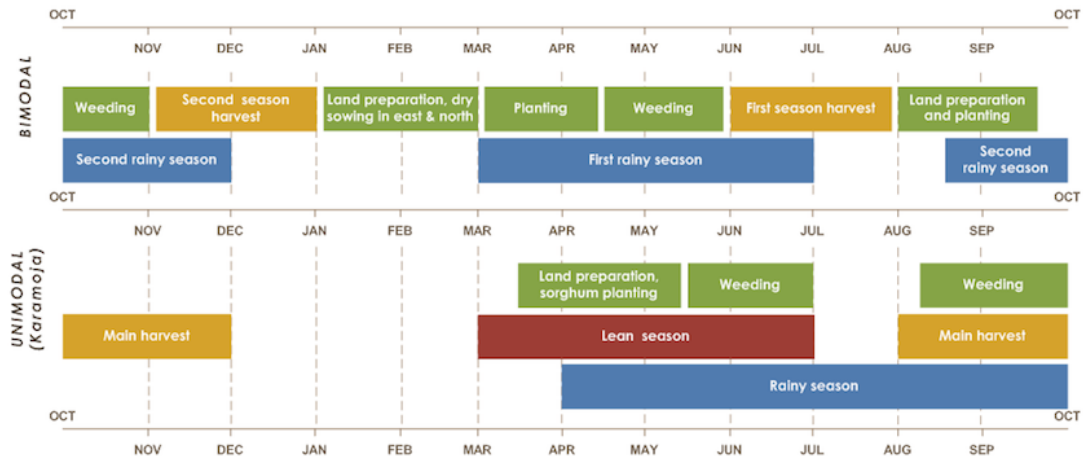 OCT OCT
NOV DEC JAN FEB MAR APR MAY JUN JUL AUG SEP
BIMODAL
Weeding
Second season
harvest
Land preparation, dry
sowing in east & north
Planting
Weeding
First season harvest
Land preparation
and planting
Second rainy season
First rainy season
Second
rainy season
OCT OCT
NOV DEC JAN FEB MAR APR MAY JUN JUL AUG SEP
UNIMODAL
(Karamoja)
Land preparation,
sorghum planting
Weeding
Weeding
Main harvest
Lean season
Main harvest
Rainy season
OCT OCT
NOV DEC JAN FEB MAR APR MAY JUN JUL AUG SEP